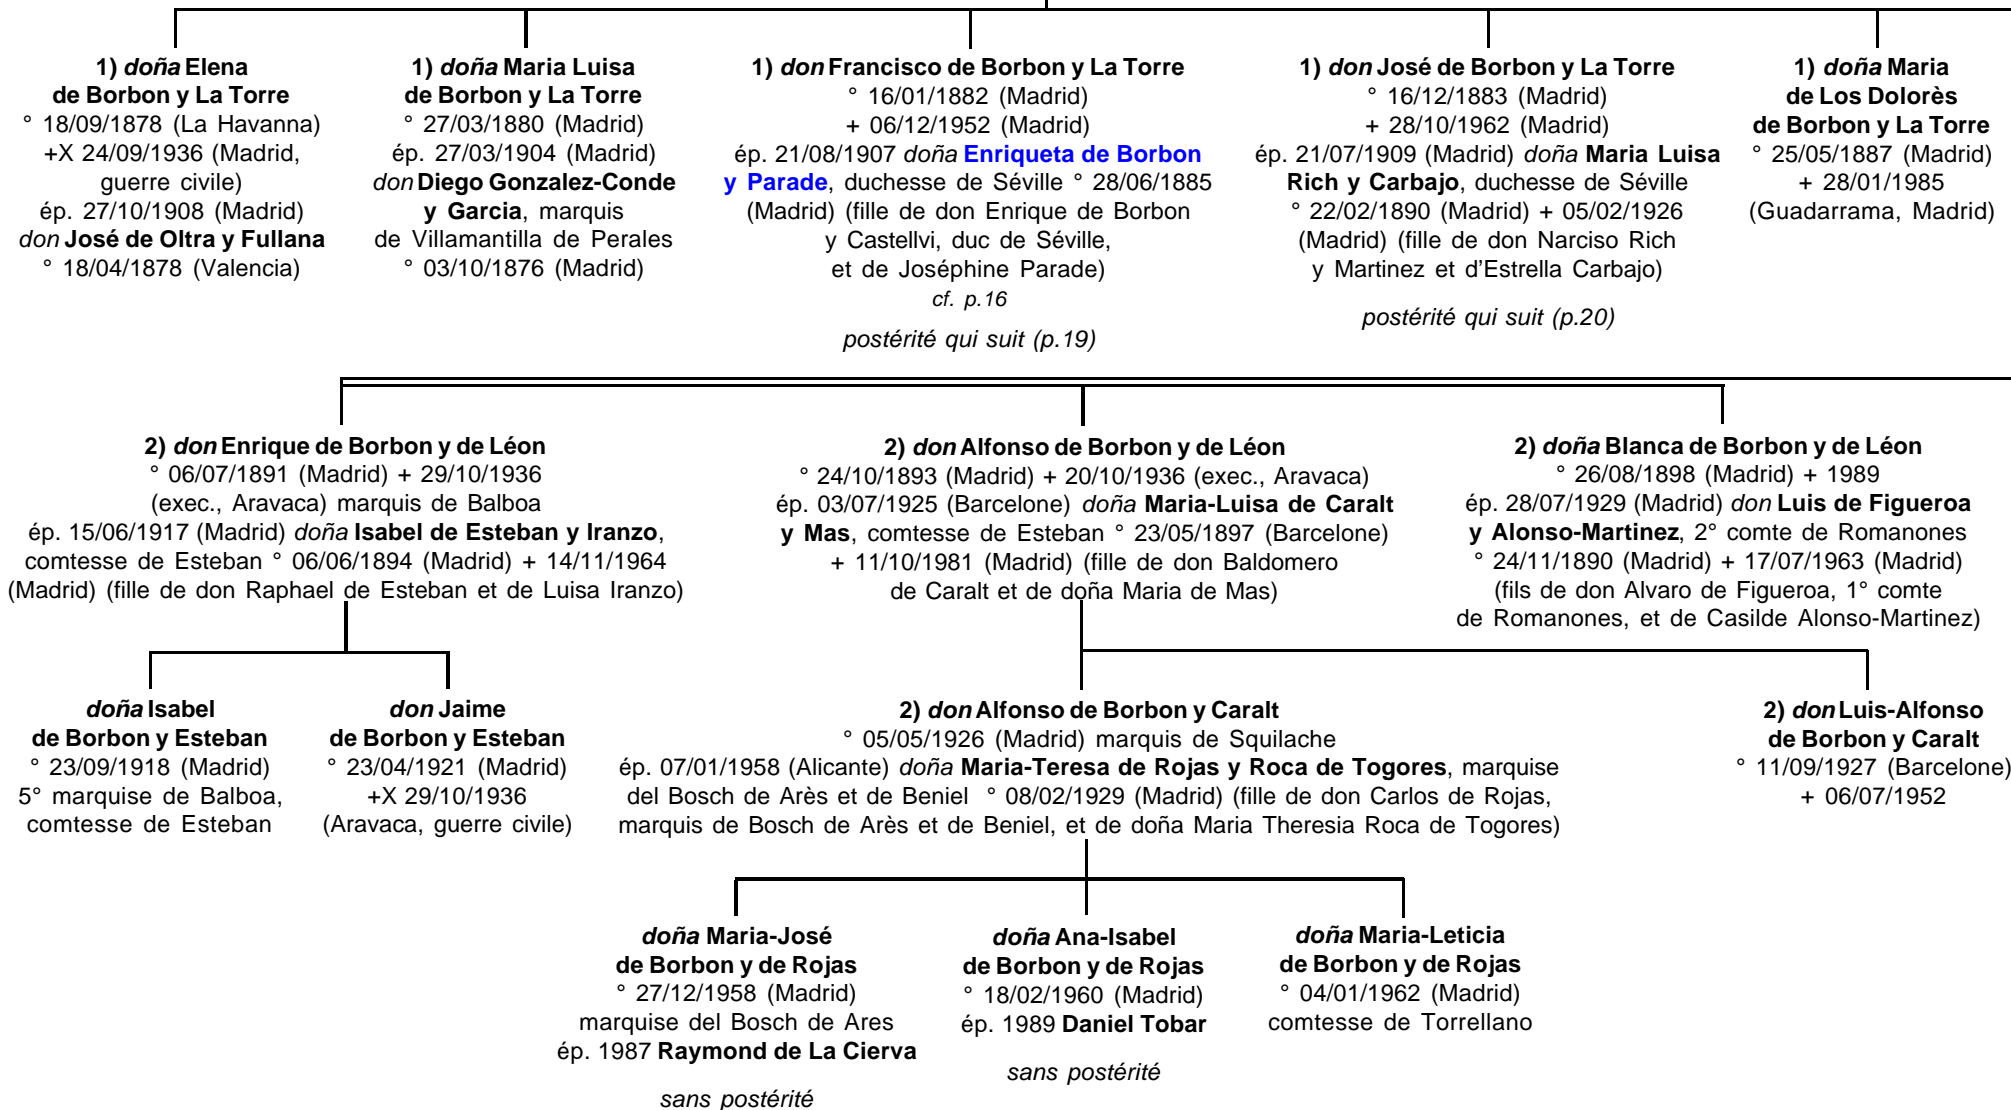 1) doña Elena
de Borbon y La Torre
° 18/09/1878 (La Havanna)
+X 24/09/1936 (Madrid,
guerre civile)
ép. 27/10/1908 (Madrid)
don José de Oltra y Fullana
° 18/04/1878 (Valencia)
1) doña Maria Luisa
de Borbon y La Torre
° 27/03/1880 (Madrid)
ép. 27/03/1904 (Madrid)
don Diego Gonzalez-Conde
y Garcia, marquis
de Villamantilla de Perales
° 03/10/1876 (Madrid)
1) don Francisco de Borbon y La Torre
° 16/01/1882 (Madrid)
+ 06/12/1952 (Madrid)
ép. 21/08/1907 doña Enriqueta de Borbon
y Parade, duchesse de Séville ° 28/06/1885
(Madrid) (fille de don Enrique de Borbon
y Castellvi, duc de Séville,
et de Joséphine Parade)
cf. p.16
postérité qui suit (p.19)
1) don José de Borbon y La Torre
° 16/12/1883 (Madrid)
+ 28/10/1962 (Madrid)
ép. 21/07/1909 (Madrid) doña Maria Luisa
Rich y Carbajo, duchesse de Séville
° 22/02/1890 (Madrid) + 05/02/1926
(Madrid) (fille de don Narciso Rich
y Martinez et d'Estrella Carbajo)
postérité qui suit (p.20)
1) doña Maria
de Los Dolorès
de Borbon y La Torre
° 25/05/1887 (Madrid)
+ 28/01/1985
(Guadarrama, Madrid)
2) don Enrique de Borbon y de Léon
° 06/07/1891 (Madrid) + 29/10/1936
(exec., Aravaca) marquis de Balboa
ép. 15/06/1917 (Madrid) doña Isabel de Esteban y Iranzo,
comtesse de Esteban ° 06/06/1894 (Madrid) + 14/11/1964
(Madrid) (fille de don Raphael de Esteban et de Luisa Iranzo)
2) don Alfonso de Borbon y de Léon
° 24/10/1893 (Madrid) + 20/10/1936 (exec., Aravaca)
ép. 03/07/1925 (Barcelone) doña Maria-Luisa de Caralt
y Mas, comtesse de Esteban ° 23/05/1897 (Barcelone)
+ 11/10/1981 (Madrid) (fille de don Baldomero
de Caralt et de doña Maria de Mas)
2) doña Blanca de Borbon y de Léon
° 26/08/1898 (Madrid) + 1989
ép. 28/07/1929 (Madrid) don Luis de Figueroa
y Alonso-Martinez, 2° comte de Romanones
° 24/11/1890 (Madrid) + 17/07/1963 (Madrid)
(fils de don Alvaro de Figueroa, 1° comte
de Romanones, et de Casilde Alonso-Martinez)
doña Isabel
de Borbon y Esteban
° 23/09/1918 (Madrid)
5° marquise de Balboa,
comtesse de Esteban
don Jaime
de Borbon y Esteban
° 23/04/1921 (Madrid)
+X 29/10/1936
(Aravaca, guerre civile)
2) don Alfonso de Borbon y Caralt
° 05/05/1926 (Madrid) marquis de Squilache
ép. 07/01/1958 (Alicante) doña Maria-Teresa de Rojas y Roca de Togores, marquise
del Bosch de Arès et de Beniel ° 08/02/1929 (Madrid) (fille de don Carlos de Rojas,
marquis de Bosch de Arès et de Beniel, et de doña Maria Theresia Roca de Togores)
2) don Luis-Alfonso
de Borbon y Caralt
° 11/09/1927 (Barcelone)
+ 06/07/1952
doña Maria-José
de Borbon y de Rojas
° 27/12/1958 (Madrid)
marquise del Bosch de Ares
ép. 1987 Raymond de La Cierva
sans postérité
doña Ana-Isabel
de Borbon y de Rojas
° 18/02/1960 (Madrid)
ép. 1989 Daniel Tobar
sans postérité
doña Maria-Leticia
de Borbon y de Rojas
° 04/01/1962 (Madrid)
comtesse de Torrellano